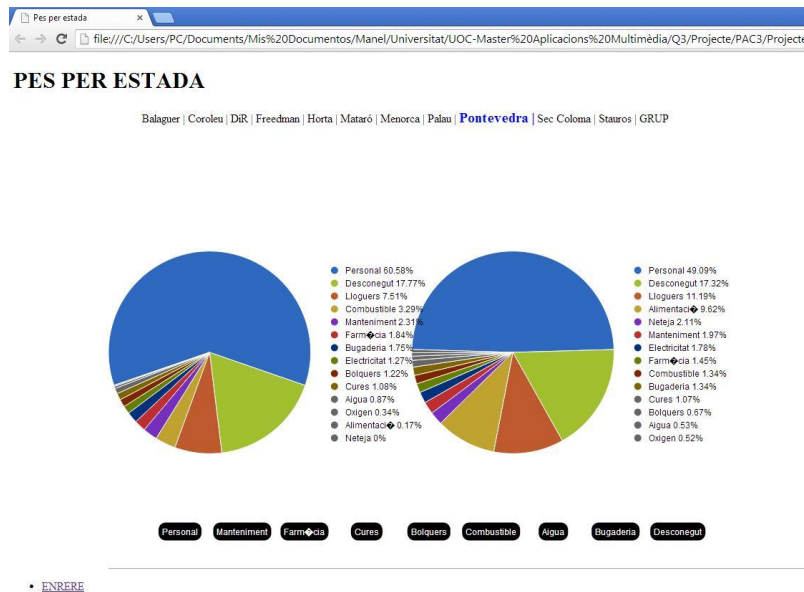 Pes per estada
file:///C:/Users/PC/Documents/Mis%20Documentos/Manel/Universitat/UOC-Master%20Aplicacions%20Multimèdia/Q3/Projecte/PAC3/Projecte
PES PER ESTADA
Balaguer | Coroleu | DiR | Freedman | Horta | Mataró | Menorca | Palau | Pontevedra | Sec Coloma | Stauros | GRUP
Personal 60.58%
Desconegut 17.77%
Lloguers 7.51%
Combustible 3.29%
Manteniment 2.31%
Farm�cia 1.84%
Bugaderia 1.75%
Electricitat 1.27%
Bolquers 1.22%
Cures 1.08%
Aigua 0.87%
Oxigen 0.34%
Alimentaci� 0.17%
Neteja 0%
Personal 49.09%
Desconegut 17.32%
Lloguers 11.19%
Alimentaci� 9.62%
Neteja 2.11%
Manteniment 1.97%
Electricitat 1.78%
Farm�cia 1.45%
Combustible 1.34%
Bugaderia 1.34%
Cures 1.07%
Bolquers 0.67%
Aigua 0.53%
Oxigen 0.52%
Personal Manteniment Farm�cia Cures Bolquers Combustible Aigua Bugaderia Desconegut
ENRERE